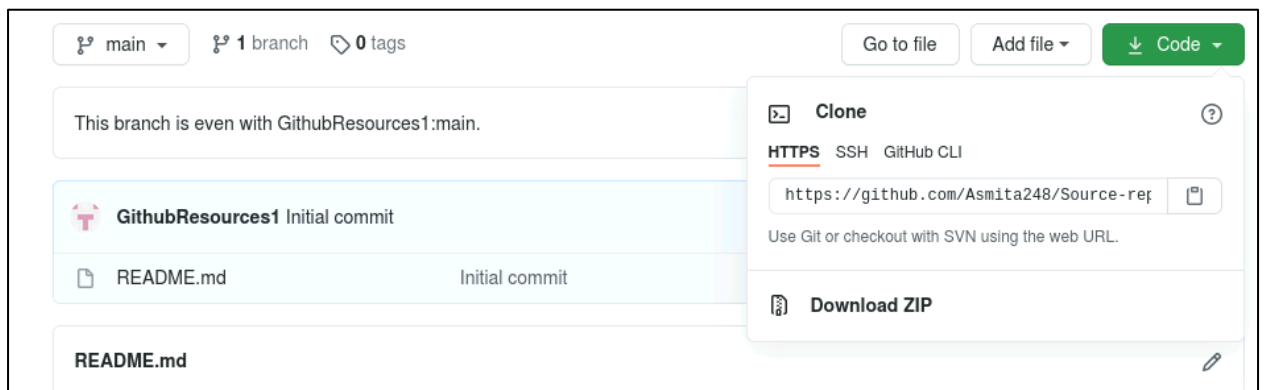 main 1 branch 0 tags Go to file Add file Code
This branch is even with GithubResources1:main.
Clone
HTTPS SSH GitHub CLI
https://github.com/Asmita248/Source-rep
Use Git or checkout with SVN using the web URL.
GithubResources1 Initial commit
README.md Initial commit
Download ZIP
README.md